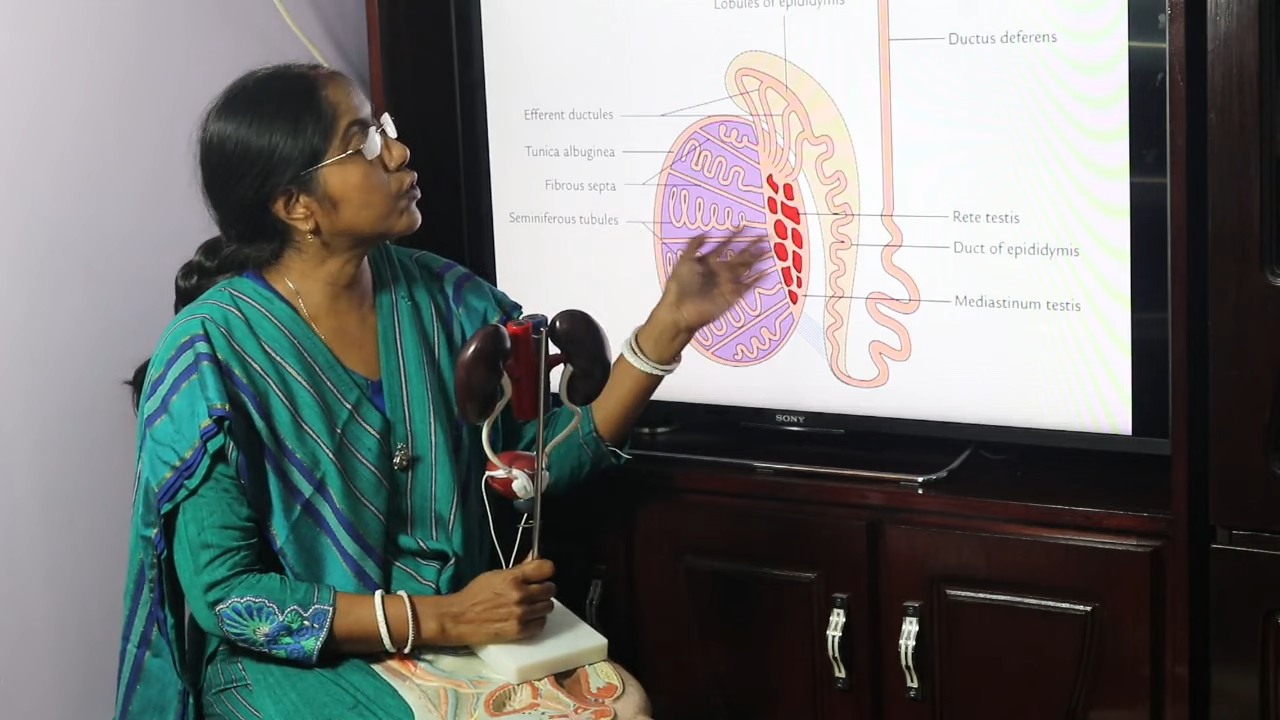 Lobules of epididymis
Ductus deferens
Efferent ductules
Tunica albuginea
Fibrous septa
Seminiferous tubules
Rete testis
Duct of epididymis
Mediastinum testis
SONY